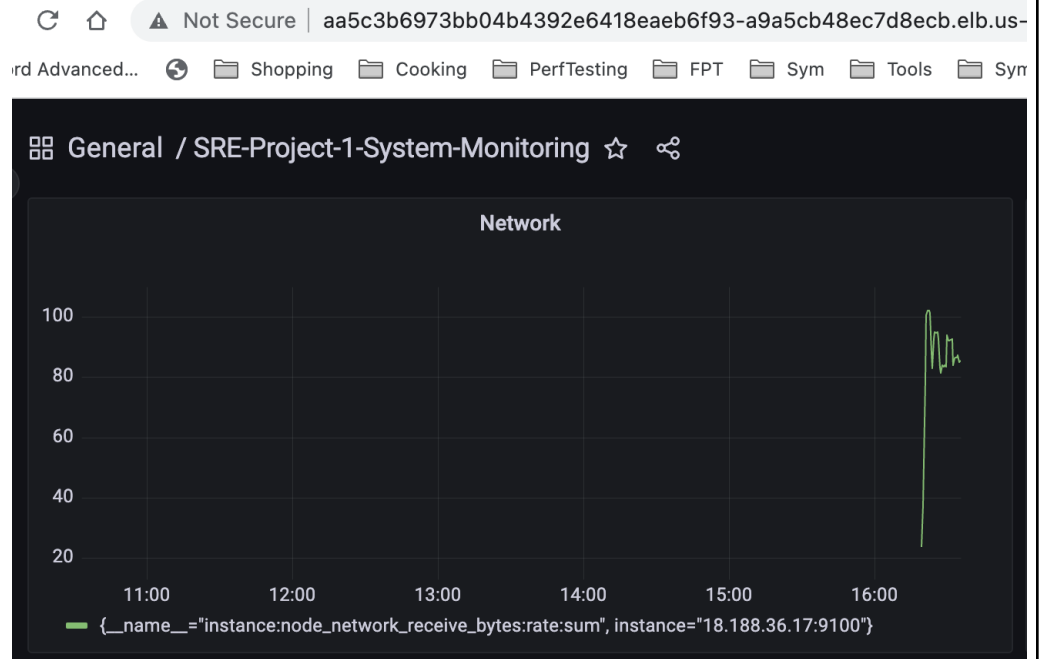 Not Secure | aa5c3b6973bb04b4392e6418eaeb6f93-a9a5cb48ec7d8ecb.elb.us-
rd Advanced... Shopping Cooking PerfTesting FPT Sym Tools Sym
General / SRE-Project-1-System-Monitoring
Network
100
80
60
40
20
11:00 12:00 13:00 14:00 15:00 16:00
{__name__="instance:node_network_receive_bytes:rate:sum", instance="18.188.36.17:9100"}